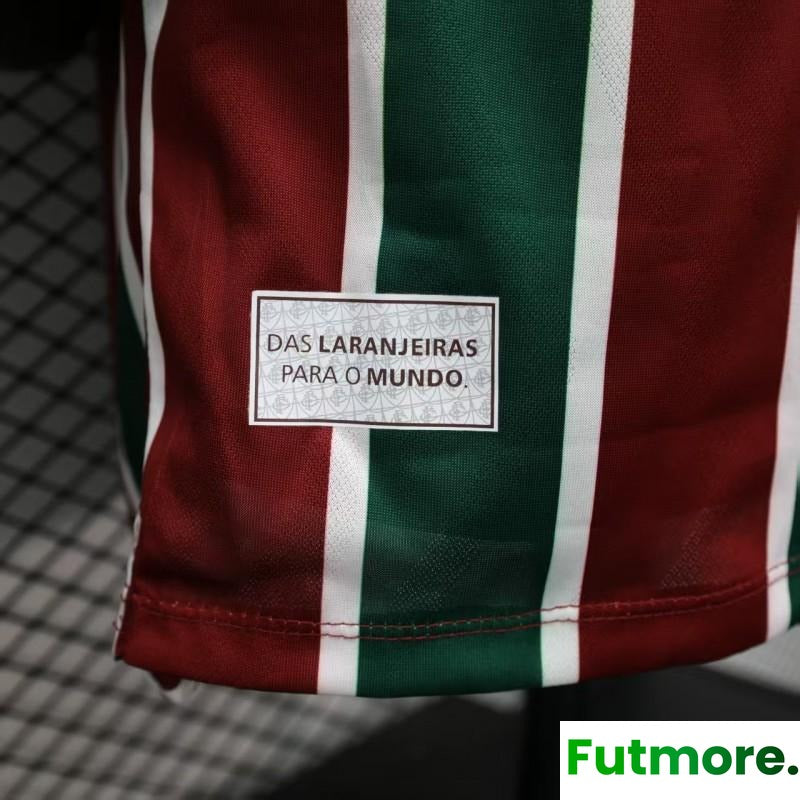 DAS LARANJEIRAS
PARA O MUNDO.
Futmore.